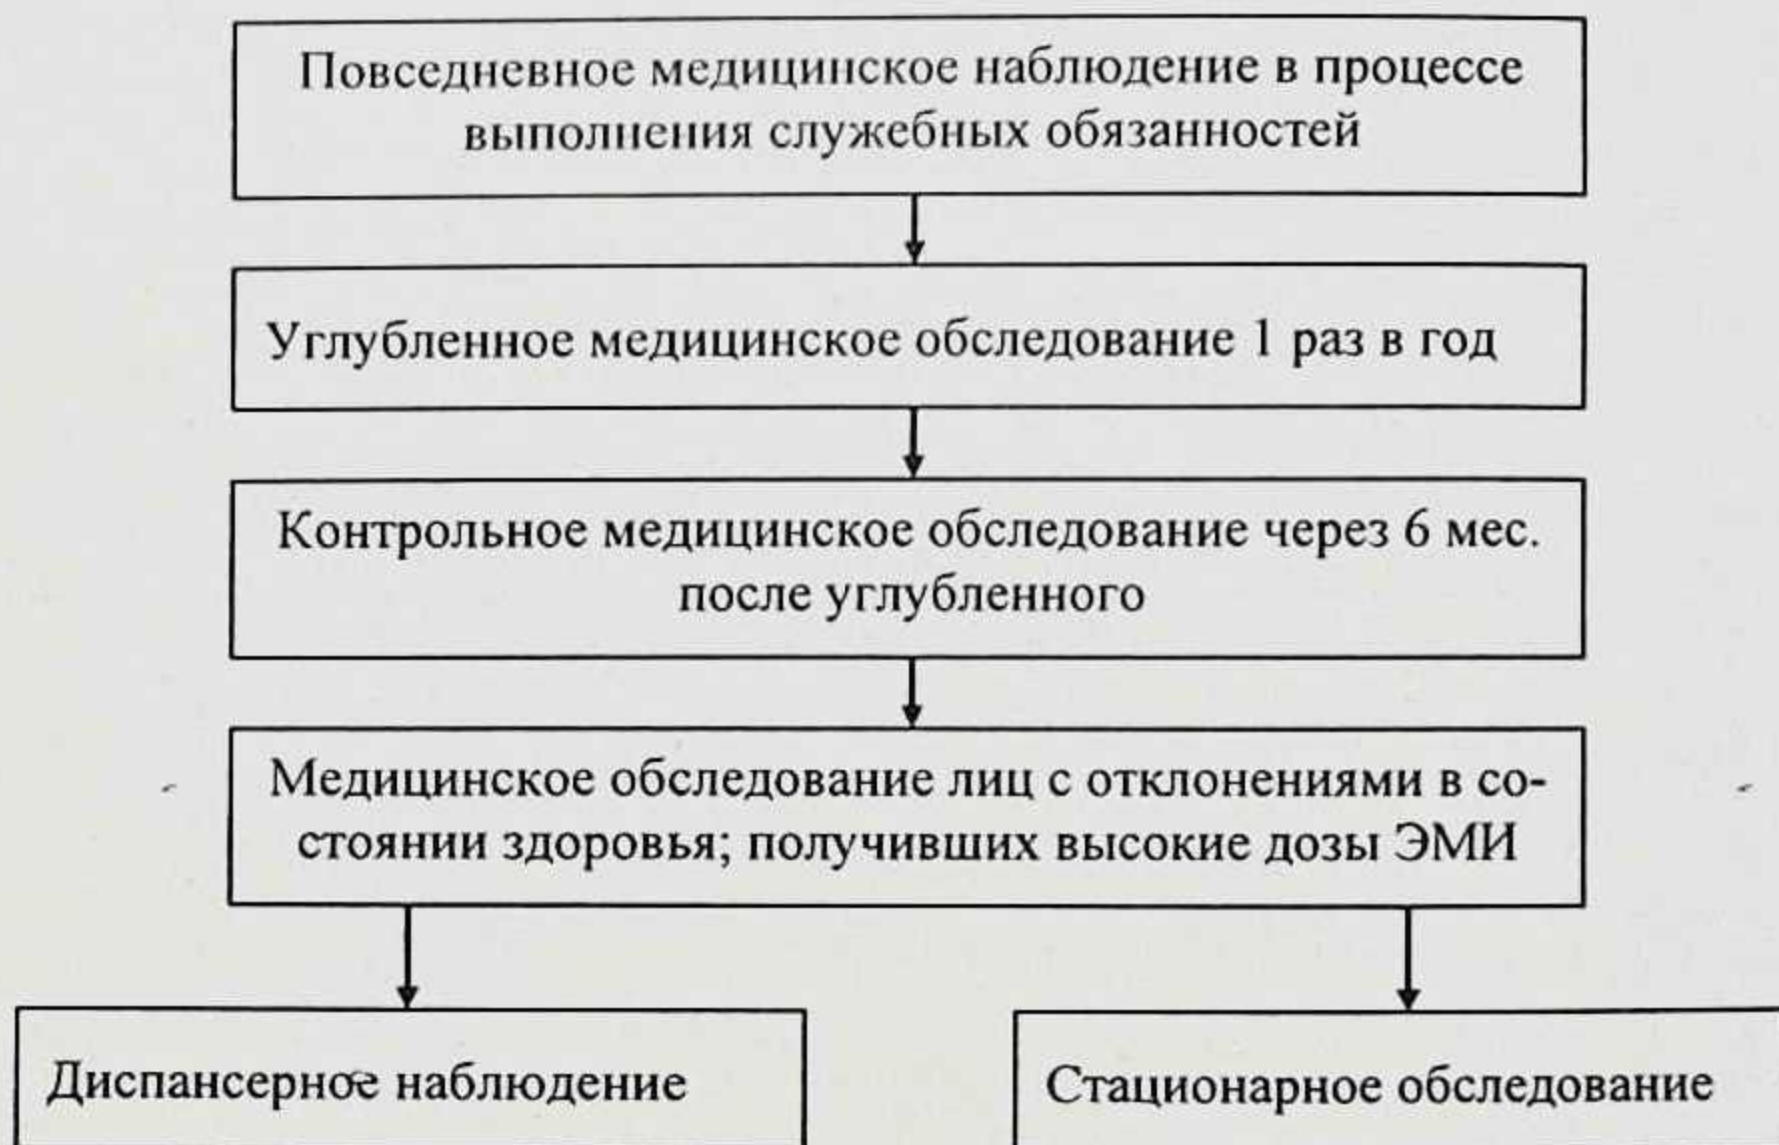 Повседневное медицинское наблюдение в процессе
выполнения служебных обязанностей
Углубленное медицинское обследование 1 раз в год
Контрольное медицинское обследование через 6 мес.
после углубленного
Медицинское обследование лиц с отклонениями в со-
стоянии здоровья; получивших высокие дозы ЭМИ
Диспансерное наблюдение
Стационарное обследование